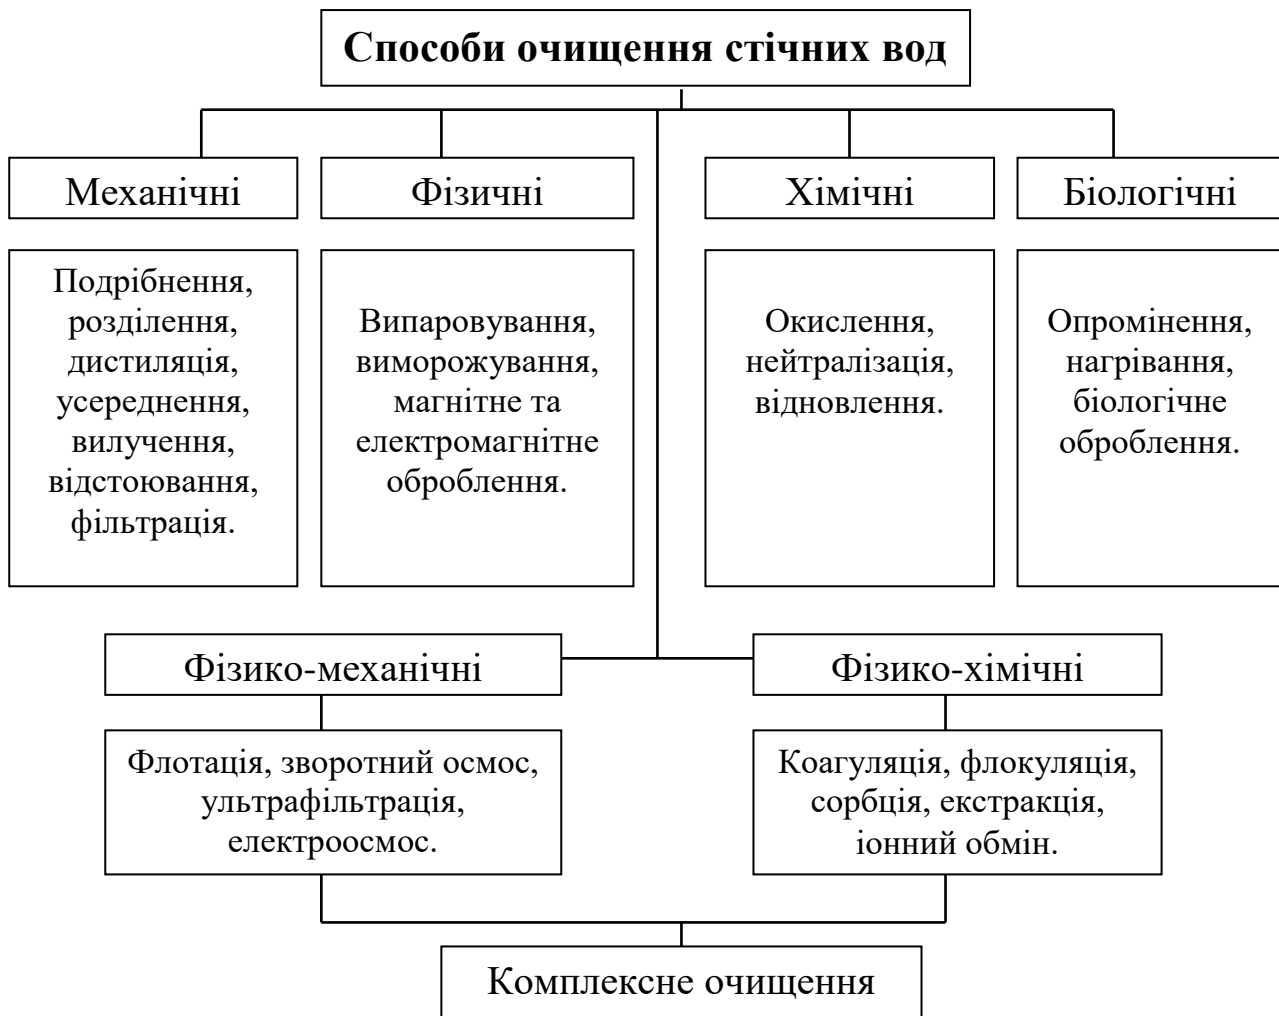 Способи очищення стічних вод
Механічні
Фізичні
Хімічні
Біологічні
Подрібнення,
розділення,
дистиляція,
усереднення,
вилучення,
відстоювання,
фільтрація.
Випаровування,
виморожування,
магнітне та
електромагнітне
оброблення.
Окислення,
нейтралізація,
відновлення.
Опромінення,
нагрівання,
біологічне
оброблення.
Фізико-механічні
Фізико-хімічні
Флотація, зворотний осмос,
ультрафільтрація,
електроосмос.
Коагуляція, флокуляція,
сорбція, екстракція,
іонний обмін.
Комплексне очищення